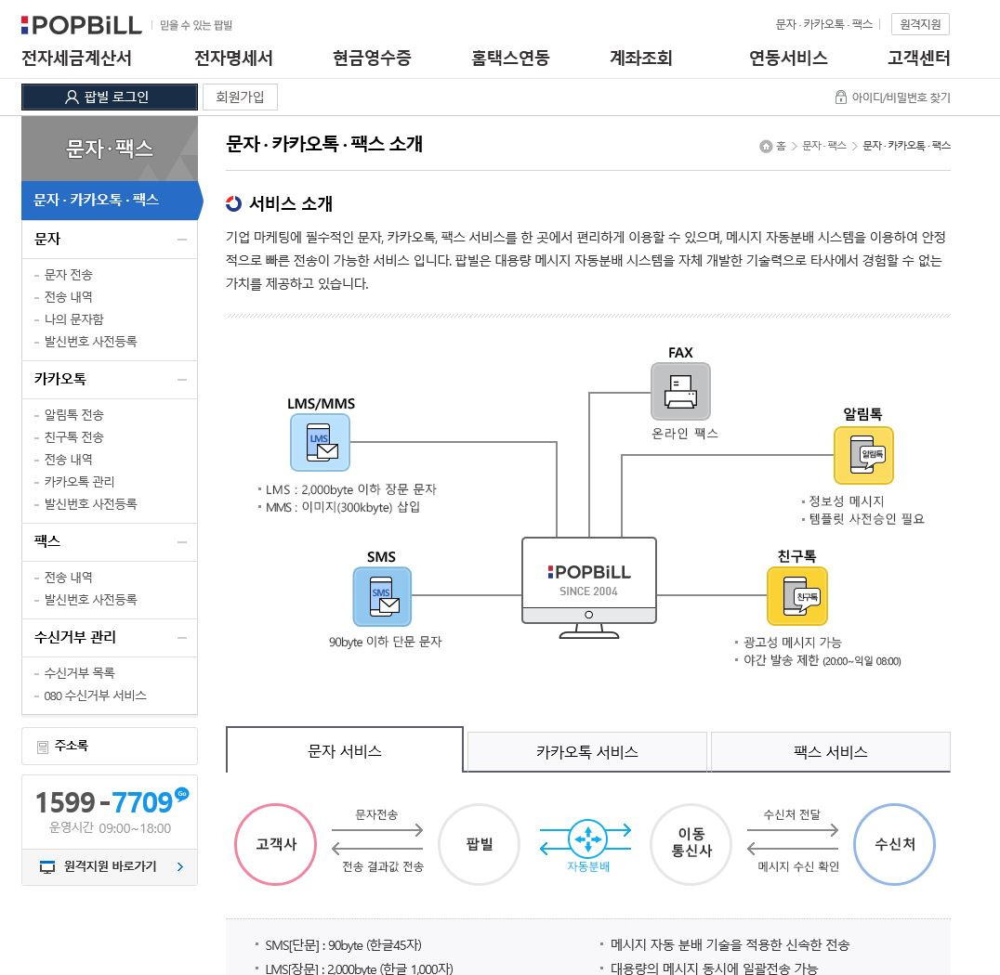 POPBiLL 믿을 수 있는 팝빌
문자 · 카카오톡 · 팩스 원격지원
전자세금계산서 전자명세서 현금영수증 홈택스연동 계좌조회 연동서비스 고객센터
팝빌 로그인 회원가입 아이디/비밀번호 찾기
문자 · 팩스
문자 · 카카오톡 · 팩스
문자
- 문자 전송
- 전송 내역
- 나의 문자함
- 발신번호 사전등록
카카오톡
- 알림톡 전송
- 친구톡 전송
- 전송 내역
- 카카오톡 관리
- 발신번호 사전등록
팩스
- 전송 내역
- 발신번호 사전등록
수신거부 관리
- 수신거부 목록
- 080 수신거부 서비스
주소록
1599-7709 Go
운영시간 09:00~18:00
원격지원 바로가기
문자 · 카카오톡 · 팩스 소개
홈 > 문자 · 팩스 > 문자 · 카카오톡 · 팩스
서비스 소개
기업 마케팅에 필수적인 문자, 카카오톡, 팩스 서비스를 한 곳에서 편리하게 이용할 수 있으며, 메시지 자동분배 시스템을 이용하여 안정
적으로 빠른 전송이 가능한 서비스 입니다. 팝빌은 대용량 메시지 자동분배 시스템을 자체 개발한 기술력으로 타사에서 경험할 수 없는
가치를 제공하고 있습니다.
FAX
온라인 팩스
LMS/MMS
LMS
· LMS : 2,000byte 이하 장문 문자
· MMS : 이미지(300kbyte) 삽입
알림톡
알림톡
· 정보성 메시지
· 템플릿 사전승인 필요
SMS
SMS
90byte 이하 단문 문자
POPBiLL
SINCE 2004
친구톡
친구톡
· 광고성 메시지 가능
· 야간 발송 제한 (20:00~익일 08:00)
문자 서비스 카카오톡 서비스 팩스 서비스
고객사
문자전송
전송 결과값 전송
팝빌
자동분배
이동
통신사
수신처 전달
메시지 수신 확인
수신처
· SMS[단문] : 90byte (한글45자)
· LMS[장문] : 2,000byte (한글 1,000자)
· 메시지 자동 분배 기술을 적용한 신속한 전송
· 대용량의 메시지 동시에 일괄전송 가능